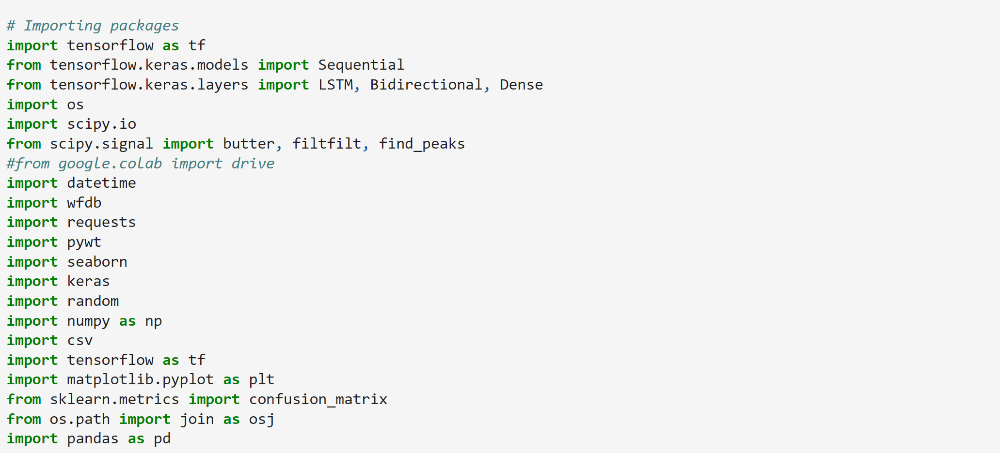 # Importing packages
import tensorflow as tf
from tensorflow.keras.models import Sequential
from tensorflow.keras.layers import LSTM, Bidirectional, Dense
import os
import scipy.io
from scipy.signal import butter, filtfilt, find_peaks
#from google.colab import drive
import datetime
import wfdb
import requests
import pywt
import seaborn
import keras
import random
import numpy as np
import csv
import tensorflow as tf
import matplotlib.pyplot as plt
from sklearn.metrics import confusion_matrix
from os.path import join as osj
import pandas as pd